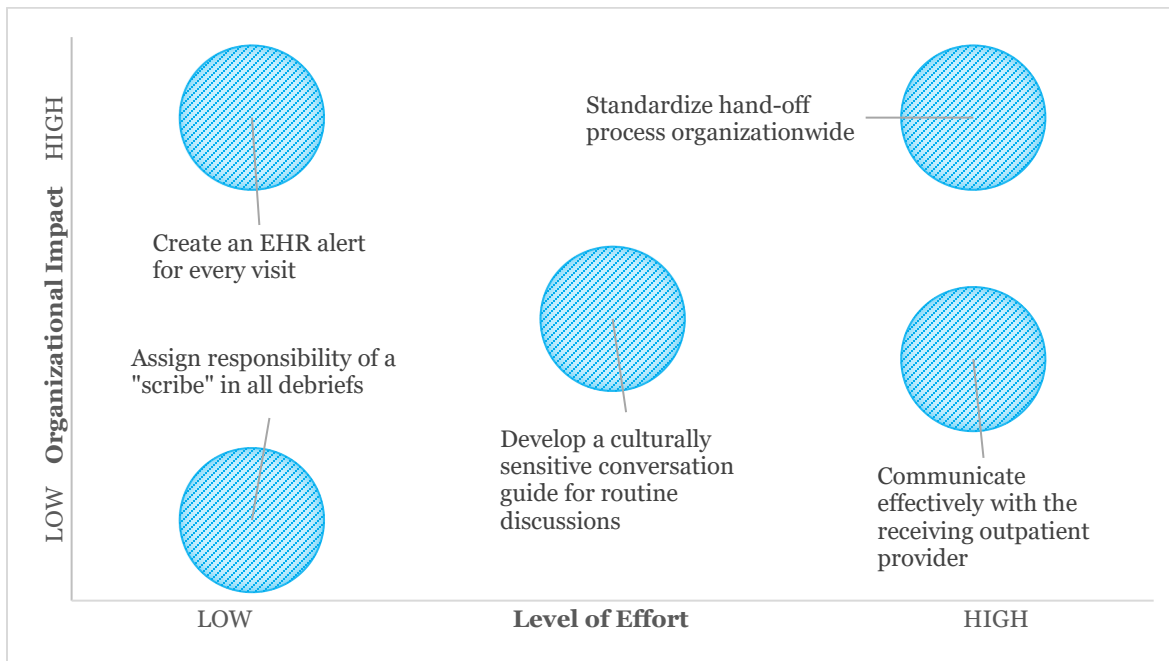 HIGH
Organizational Impact
LOW
Standardize hand-off
process organizationwide
Create an EHR alert
for every visit
Assign responsibility of a
"scribe" in all debriefs
Develop a culturally
sensitive conversation
guide for routine
discussions
Communicate
effectively with the
receiving outpatient
provider
LOW
Level of Effort
HIGH